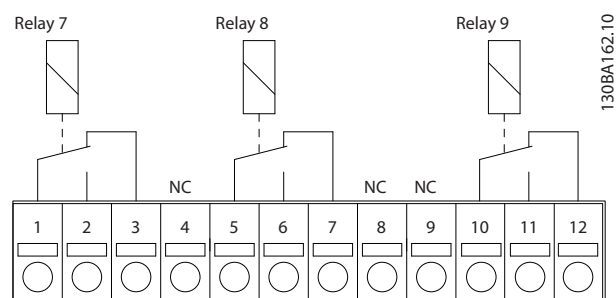 Relay 7
Relay 8
Relay 9
130BA162.10
NC
NC
NC
1 2 3 4 5 6 7 8 9 10 11 12